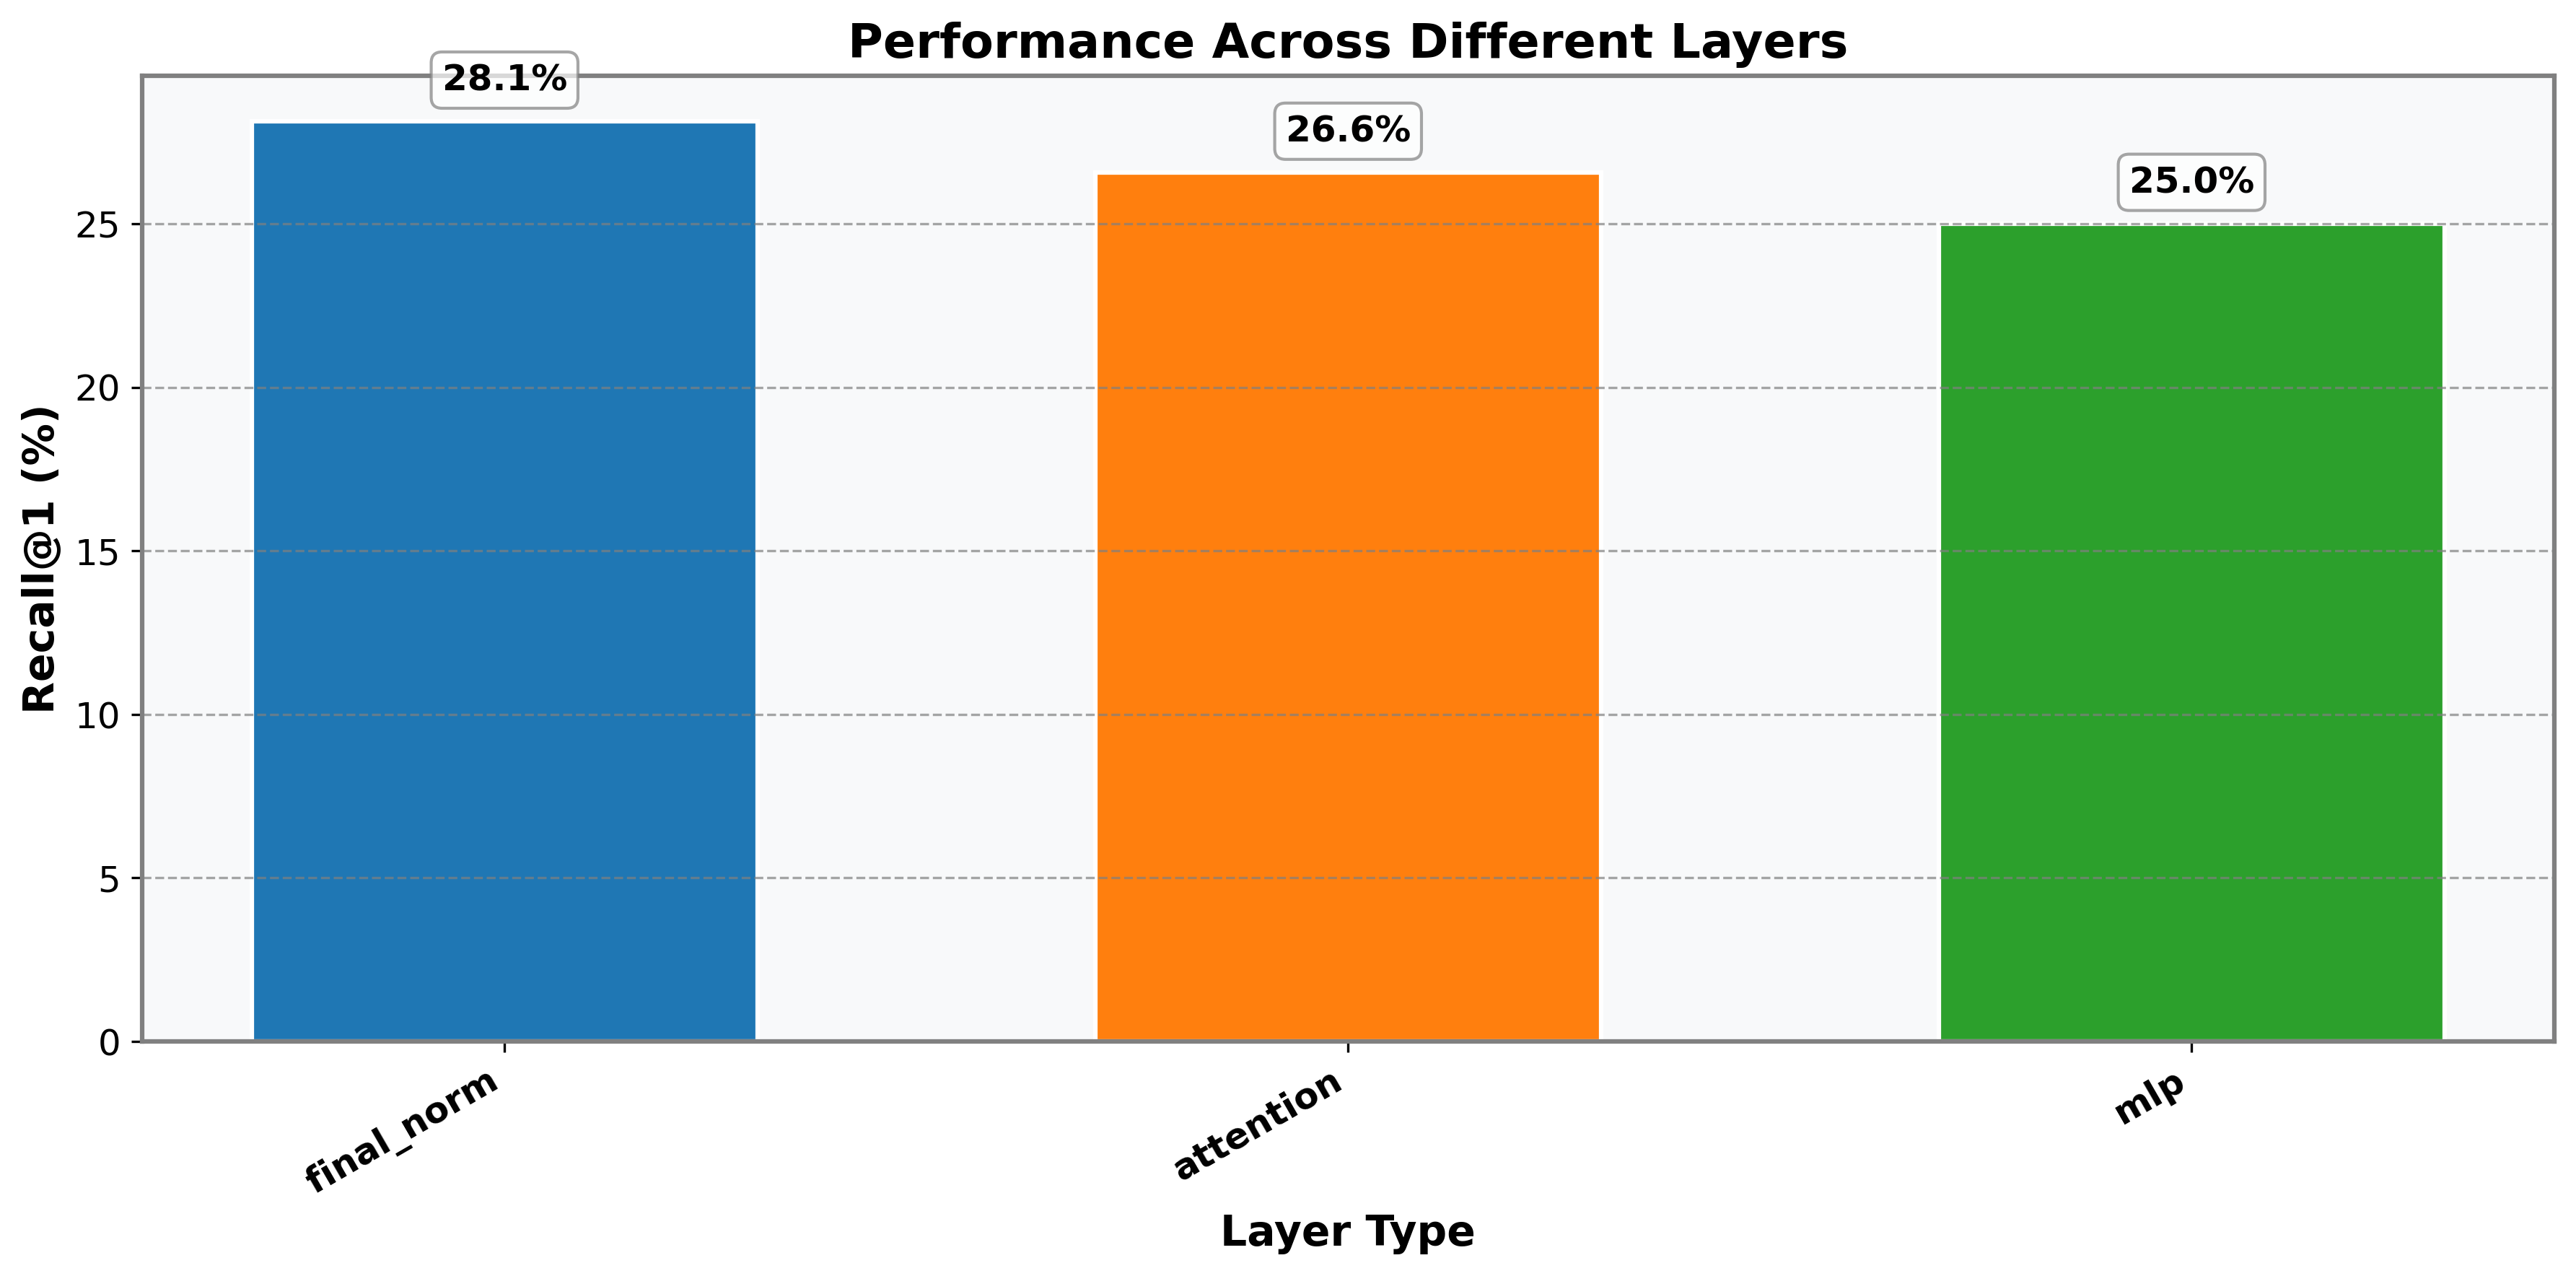 Performance Across Different Layers
28.1%
26.6%
25.0%
Recall@1 (%)
25
20
15
10
5
0
final_norm
attention
mlp
Layer Type